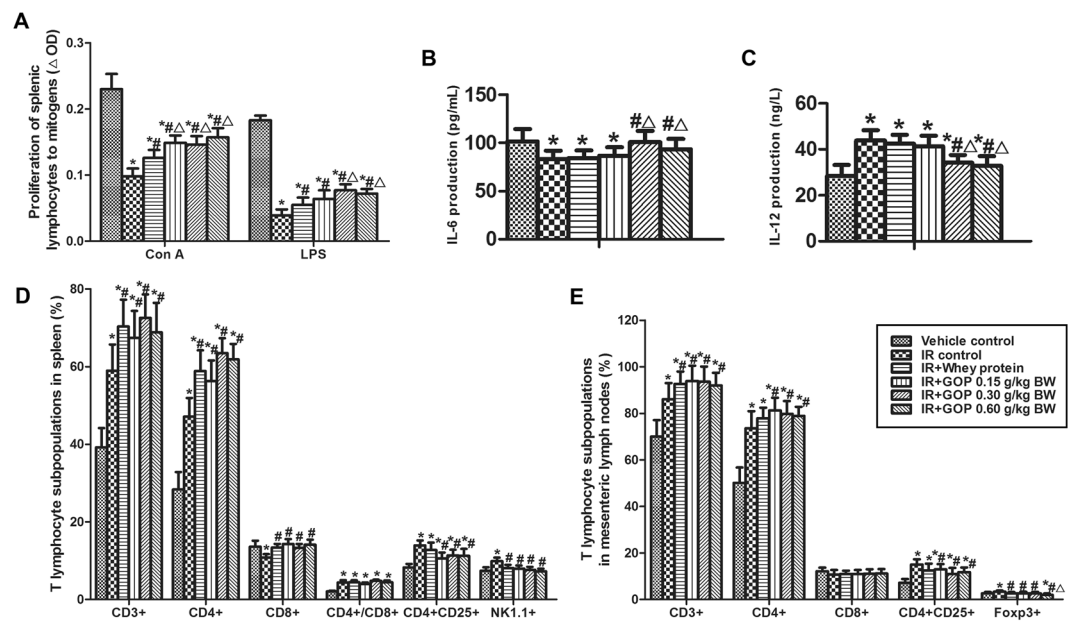 A
Proliferation of splenic
lymphocytes to mitogens (△ OD)
0.3
0.2
0.1
0.0
* *# *#△ *#△ *#△
* *# *# *#△ *#△
Con A
LPS
B
IL-6 production (pg/mL)
150
100
50
0
* * * #△ #△
C
IL-12 production (ng/L)
60
40
20
0
* * * *#△ *#△
D
T lymphocyte subpopulations in spleen (%)
80
60
40
20
0
* *# *# *# *#
* *# *# *# *#
* # # # #
* * * * *
* * *# *# *#
* # # # #
CD3+
CD4+
CD8+
CD4+/CD8+
CD4+CD25+
NK1.1+
E
T lymphocyte subpopulations
in mesenteric lymph nodes (%)
120
100
80
60
40
20
0
* *# *# *# *#
* * *# *# *#
* *# *# *# *#
* # # # *#△
CD3+
CD4+
CD8+
CD4+CD25+
Foxp3+
Vehicle control
IR control
IR+Whey protein
IR+GOP 0.15 g/kg BW
IR+GOP 0.30 g/kg BW
IR+GOP 0.60 g/kg BW